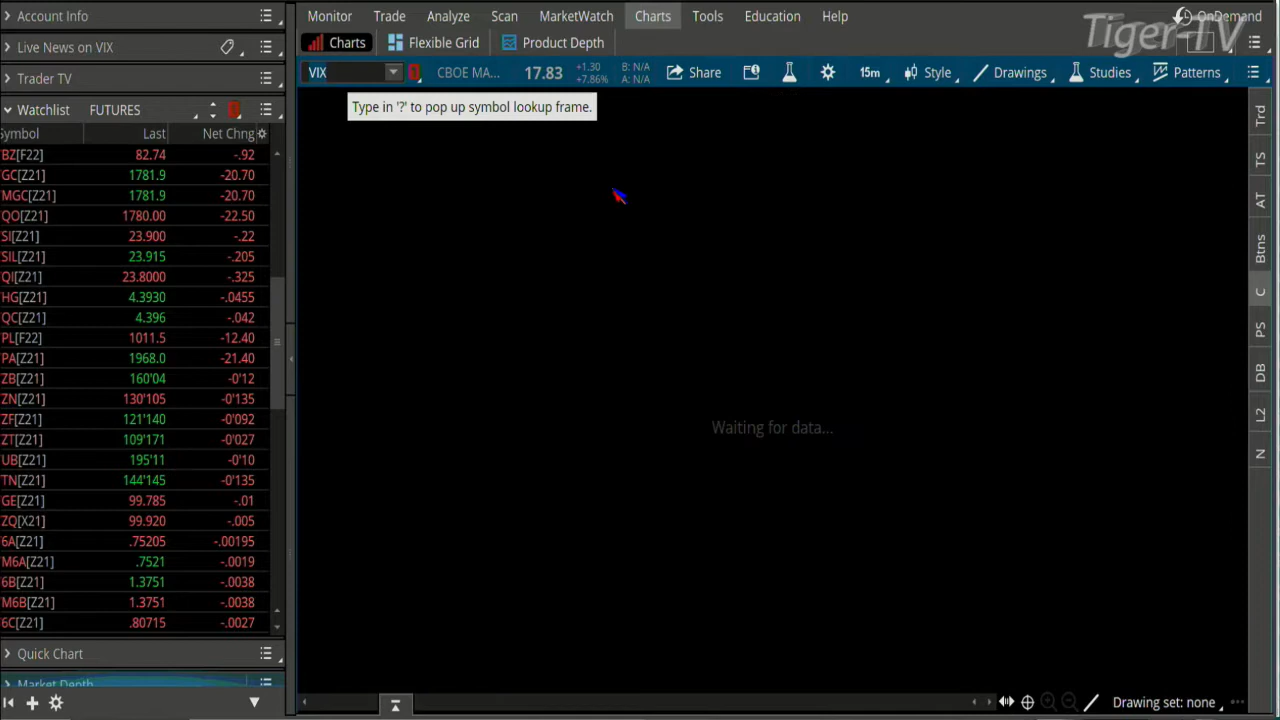 Account Info
Live News on VIX
Trader TV
Watchlist FUTURES
Symbol Last Net Chng
/BZ[F22] 82.74 -.92
/GC[Z21] 1781.9 -20.70
/MGC[Z21] 1781.9 -20.70
/QO[Z21] 1780.00 -22.50
/SI[Z21] 23.900 -.22
/SIL[Z21] 23.915 -.205
/QI[Z21] 23.8000 -.325
/HG[Z21] 4.3930 -.0455
/QC[Z21] 4.396 -.042
/PL[F22] 1011.5 -12.40
/PA[Z21] 1968.0 -21.40
/ZB[Z21] 160'04 -0'12
/ZN[Z21] 130'105 -0'135
/ZF[Z21] 121'140 -0'092
/ZT[Z21] 109'171 -0'027
/UB[Z21] 195'11 -0'10
/TN[Z21] 144'145 -0'135
/GE[Z21] 99.785 -.01
/ZQ[X21] 99.920 -.005
/6A[Z21] .75205 -.00195
/M6A[Z21] .7521 -.0019
/6B[Z21] 1.3751 -.0038
/M6B[Z21] 1.3751 -.0038
/6C[Z21] .80715 -.0027
Quick Chart
Market Depth
Monitor Trade Analyze Scan MarketWatch Charts Tools Education Help
Tiger-TV
OnDemand
Charts Flexible Grid Product Depth
VIX CBOE MA... 17.83 +1.30 +7.86% B: N/A A: N/A Share 15m Style Drawings Studies Patterns
Type in '?' to pop up symbol lookup frame.
Waiting for data...
Trd
TS
AT
Btns
C
PS
DB
L2
N
Drawing set: none